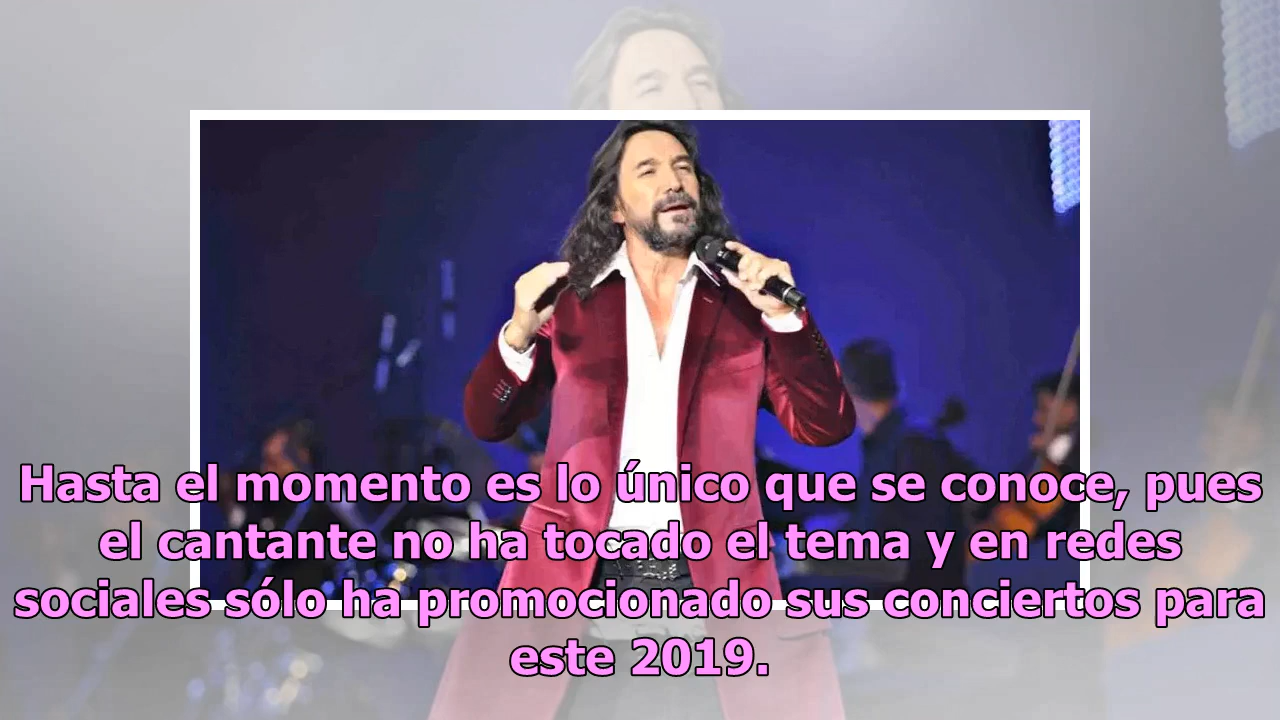 Hasta el momento es lo único que se conoce, pues
el cantante no ha tocado el tema y en redes
sociales sólo ha promocionado sus conciertos para
este 2019.